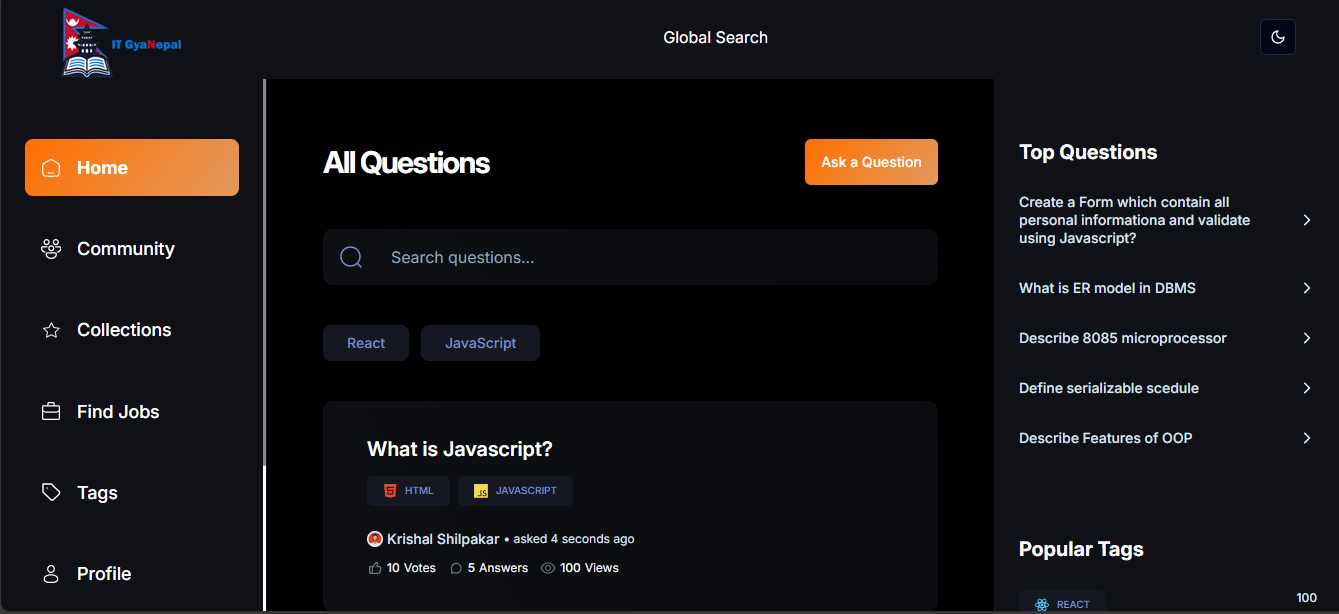 IT GyaNepal
Global Search
Home
Community
Collections
Find Jobs
Tags
Profile
All Questions
Ask a Question
Search questions...
React
JavaScript
What is Javascript?
HTML
JS
JAVASCRIPT
Krishal Shilpakar • asked 4 seconds ago
10 Votes
5 Answers
100 Views
Top Questions
Create a Form which contain all
personal informationa and validate
using Javascript?
What is ER model in DBMS
Describe 8085 microprocessor
Define serializable scedule
Describe Features of OOP
Popular Tags
REACT
100